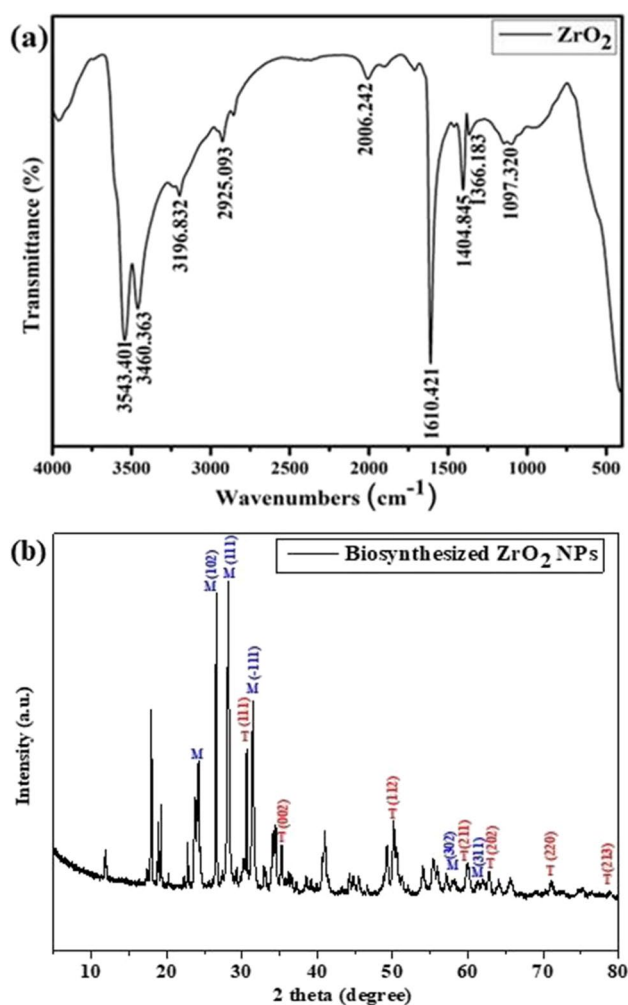 (a)
ZrO2
Transmittance (%)
3543.401
3460.363
3196.832
2925.093
2006.242
1610.421
1404.845
1366.183
1097.320
4000 3500 3000 2500 2000 1500 1000 500
Wavenumbers (cm-1)
(b)
Biosynthesized ZrO2 NPs
Intensity (a.u.)
M
M(102)
M(111)
T(111)
M(-111)
T(002)
T(112)
M(302)
T(211)
M(311)
T(202)
T(220)
T(213)
10 20 30 40 50 60 70 80
2 theta (degree)